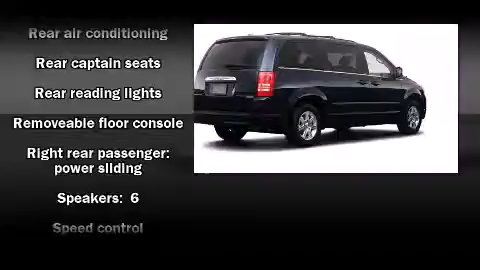 Rear air conditioning
Rear captain seats
Rear reading lights
Removeable floor console
Right rear passenger:
power sliding
Speakers:  6
Speed control